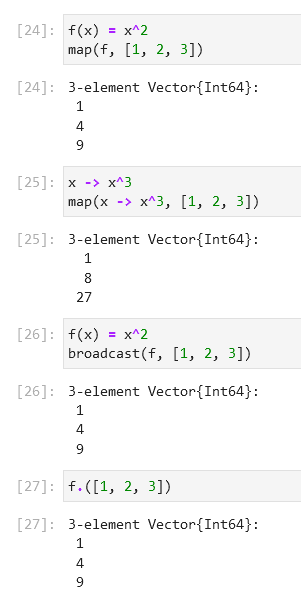 [24]: f(x) = x^2
map(f, [1, 2, 3])
[24]: 3-element Vector{Int64}:
1
4
9
[25]: x -> x^3
map(x -> x^3, [1, 2, 3])
[25]: 3-element Vector{Int64}:
1
8
27
[26]: f(x) = x^2
broadcast(f, [1, 2, 3])
[26]: 3-element Vector{Int64}:
1
4
9
[27]: f.([1, 2, 3])
[27]: 3-element Vector{Int64}:
1
4
9